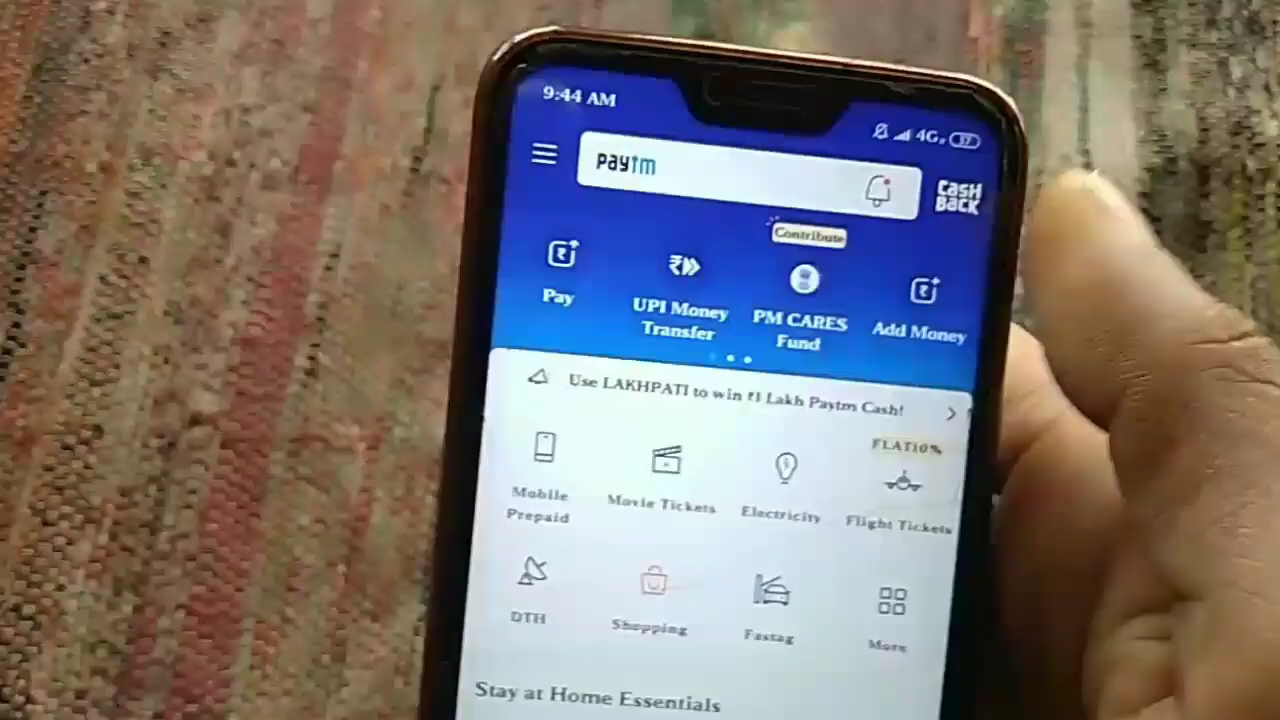 9:44 AM
4G
37
paytm
CASH
BACK
Contribute
Pay
UPI Money
Transfer
PM CARES
Fund
Add Money
Use LAKHPATI to win ₹1 Lakh Paytm Cash!
FLAT10%
Mobile
Prepaid
Movie Tickets
Electricity
Flight Tickets
DTH
Shopping
Fastag
More
Stay at Home Essentials